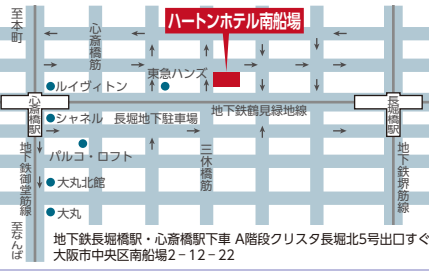 至本町
心斎橋筋
ハートンホテル南船場
ルイヴィトン
東急ハンズ
心斎橋駅
地下鉄鶴見緑地線
長堀橋駅
シャネル
長堀地下駐車場
パルコ・ロフト
三休橋筋
地下鉄御堂筋線
地下鉄堺筋線
大丸北館
大丸
至なんば
地下鉄長堀橋駅・心斎橋駅下車 A階段クリスタ長堀北5号出口すぐ
大阪市中央区南船場2－12－22